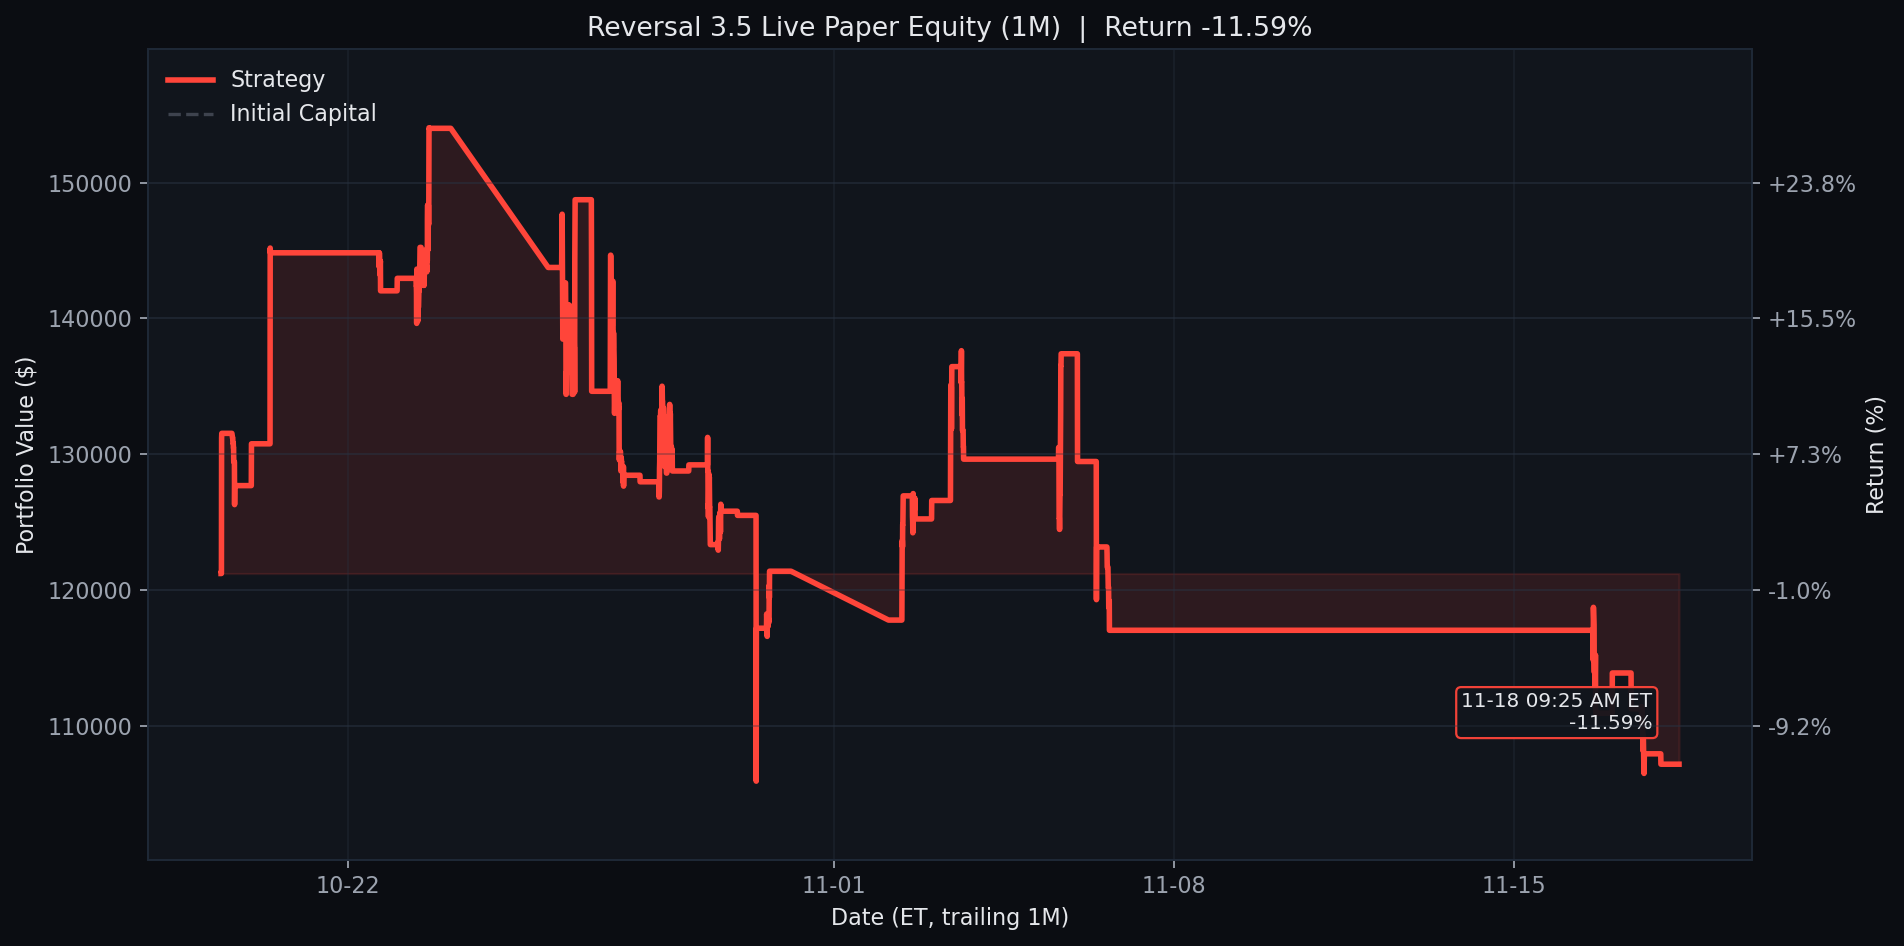 Reversal 3.5 Live Paper Equity (1M) | Return -11.59%
Strategy
Initial Capital
Portfolio Value ($)
150000
140000
130000
120000
110000
+23.8%
+15.5%
+7.3%
-1.0%
-9.2%
Return (%)
11-18 09:25 AM ET
-11.59%
10-22
11-01
11-08
11-15
Date (ET, trailing 1M)